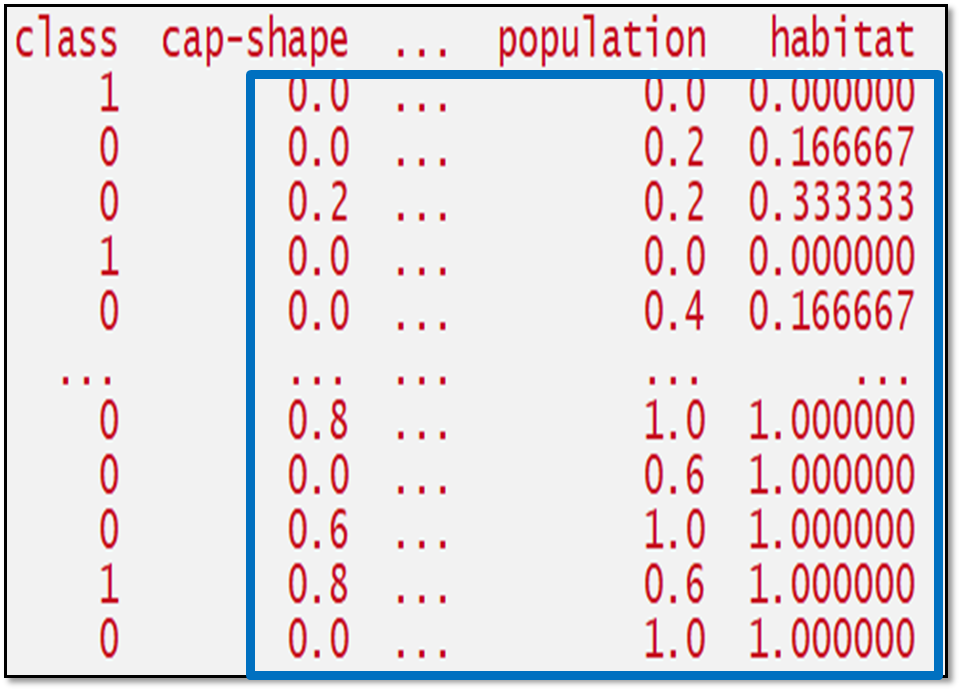 class cap-shape ... population habitat
1 0.0 ... 0.0 0.000000
0 0.0 ... 0.2 0.166667
0 0.2 ... 0.2 0.333333
1 0.0 ... 0.0 0.000000
0 0.0 ... 0.4 0.166667
... ... ... ... ...
0 0.8 ... 1.0 1.000000
0 0.0 ... 0.6 1.000000
0 0.6 ... 1.0 1.000000
1 0.8 ... 0.6 1.000000
0 0.0 ... 1.0 1.000000